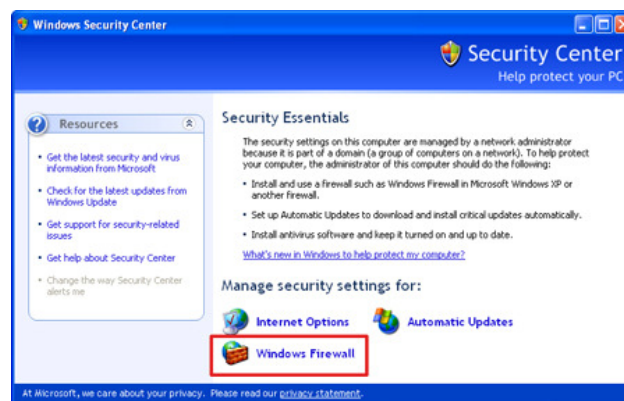 Windows Security Center
Security Center
Help protect your PC
Resources
Get the latest security and virus
information from Microsoft
Check for the latest updates from
Windows Update
Get support for security-related
issues
Get help about Security Center
Change the way Security Center
alerts me
Security Essentials
The security settings on this computer are managed by a network administrator
because it is part of a domain (a group of computers on a network). To help protect
your computer, the administrator of this computer should do the following:
• Install and use a firewall such as Windows Firewall in Microsoft Windows XP or
another firewall.
• Set up Automatic Updates to download and install critical updates automatically.
• Install antivirus software and keep it turned on and up to date.
What's new in Windows to help protect my computer?
Manage security settings for:
Internet Options
Automatic Updates
Windows Firewall
At Microsoft, we care about your privacy. Please read our privacy statement.